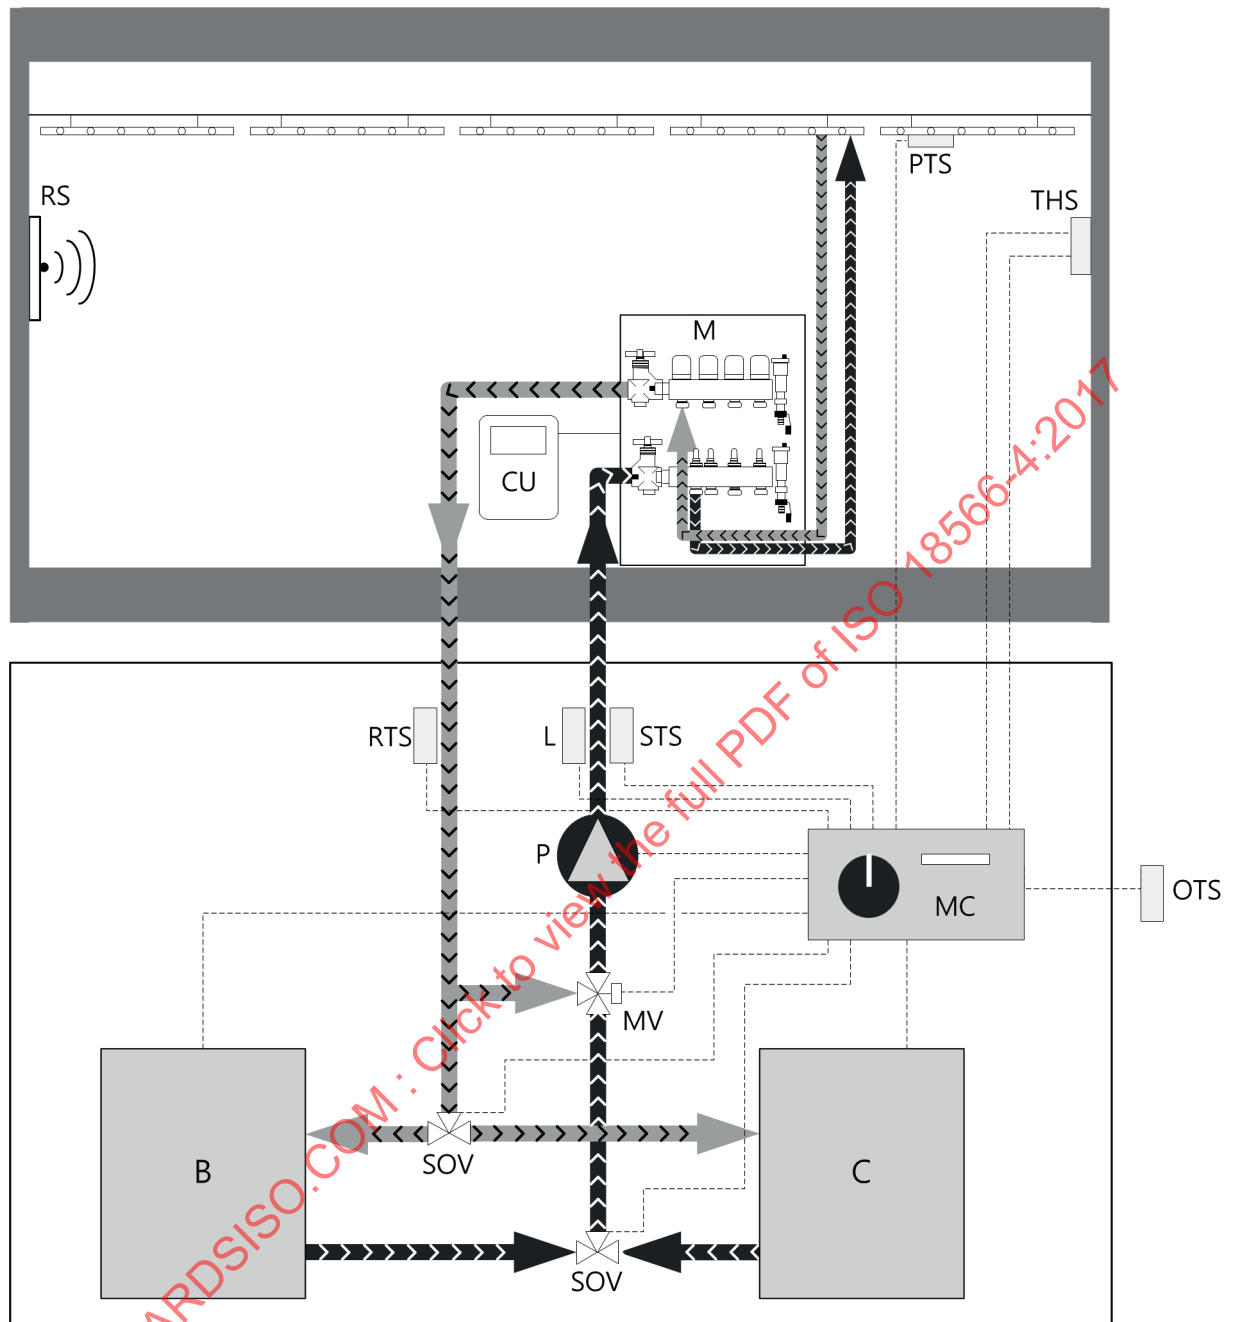 PTS
RS
THS
M
CU
RTS
L
STS
P
MC
OTS
MV
B
SOV
C
SOV
ARDSISO.COM : Click to view the full PDF of ISO 18566-4:2017